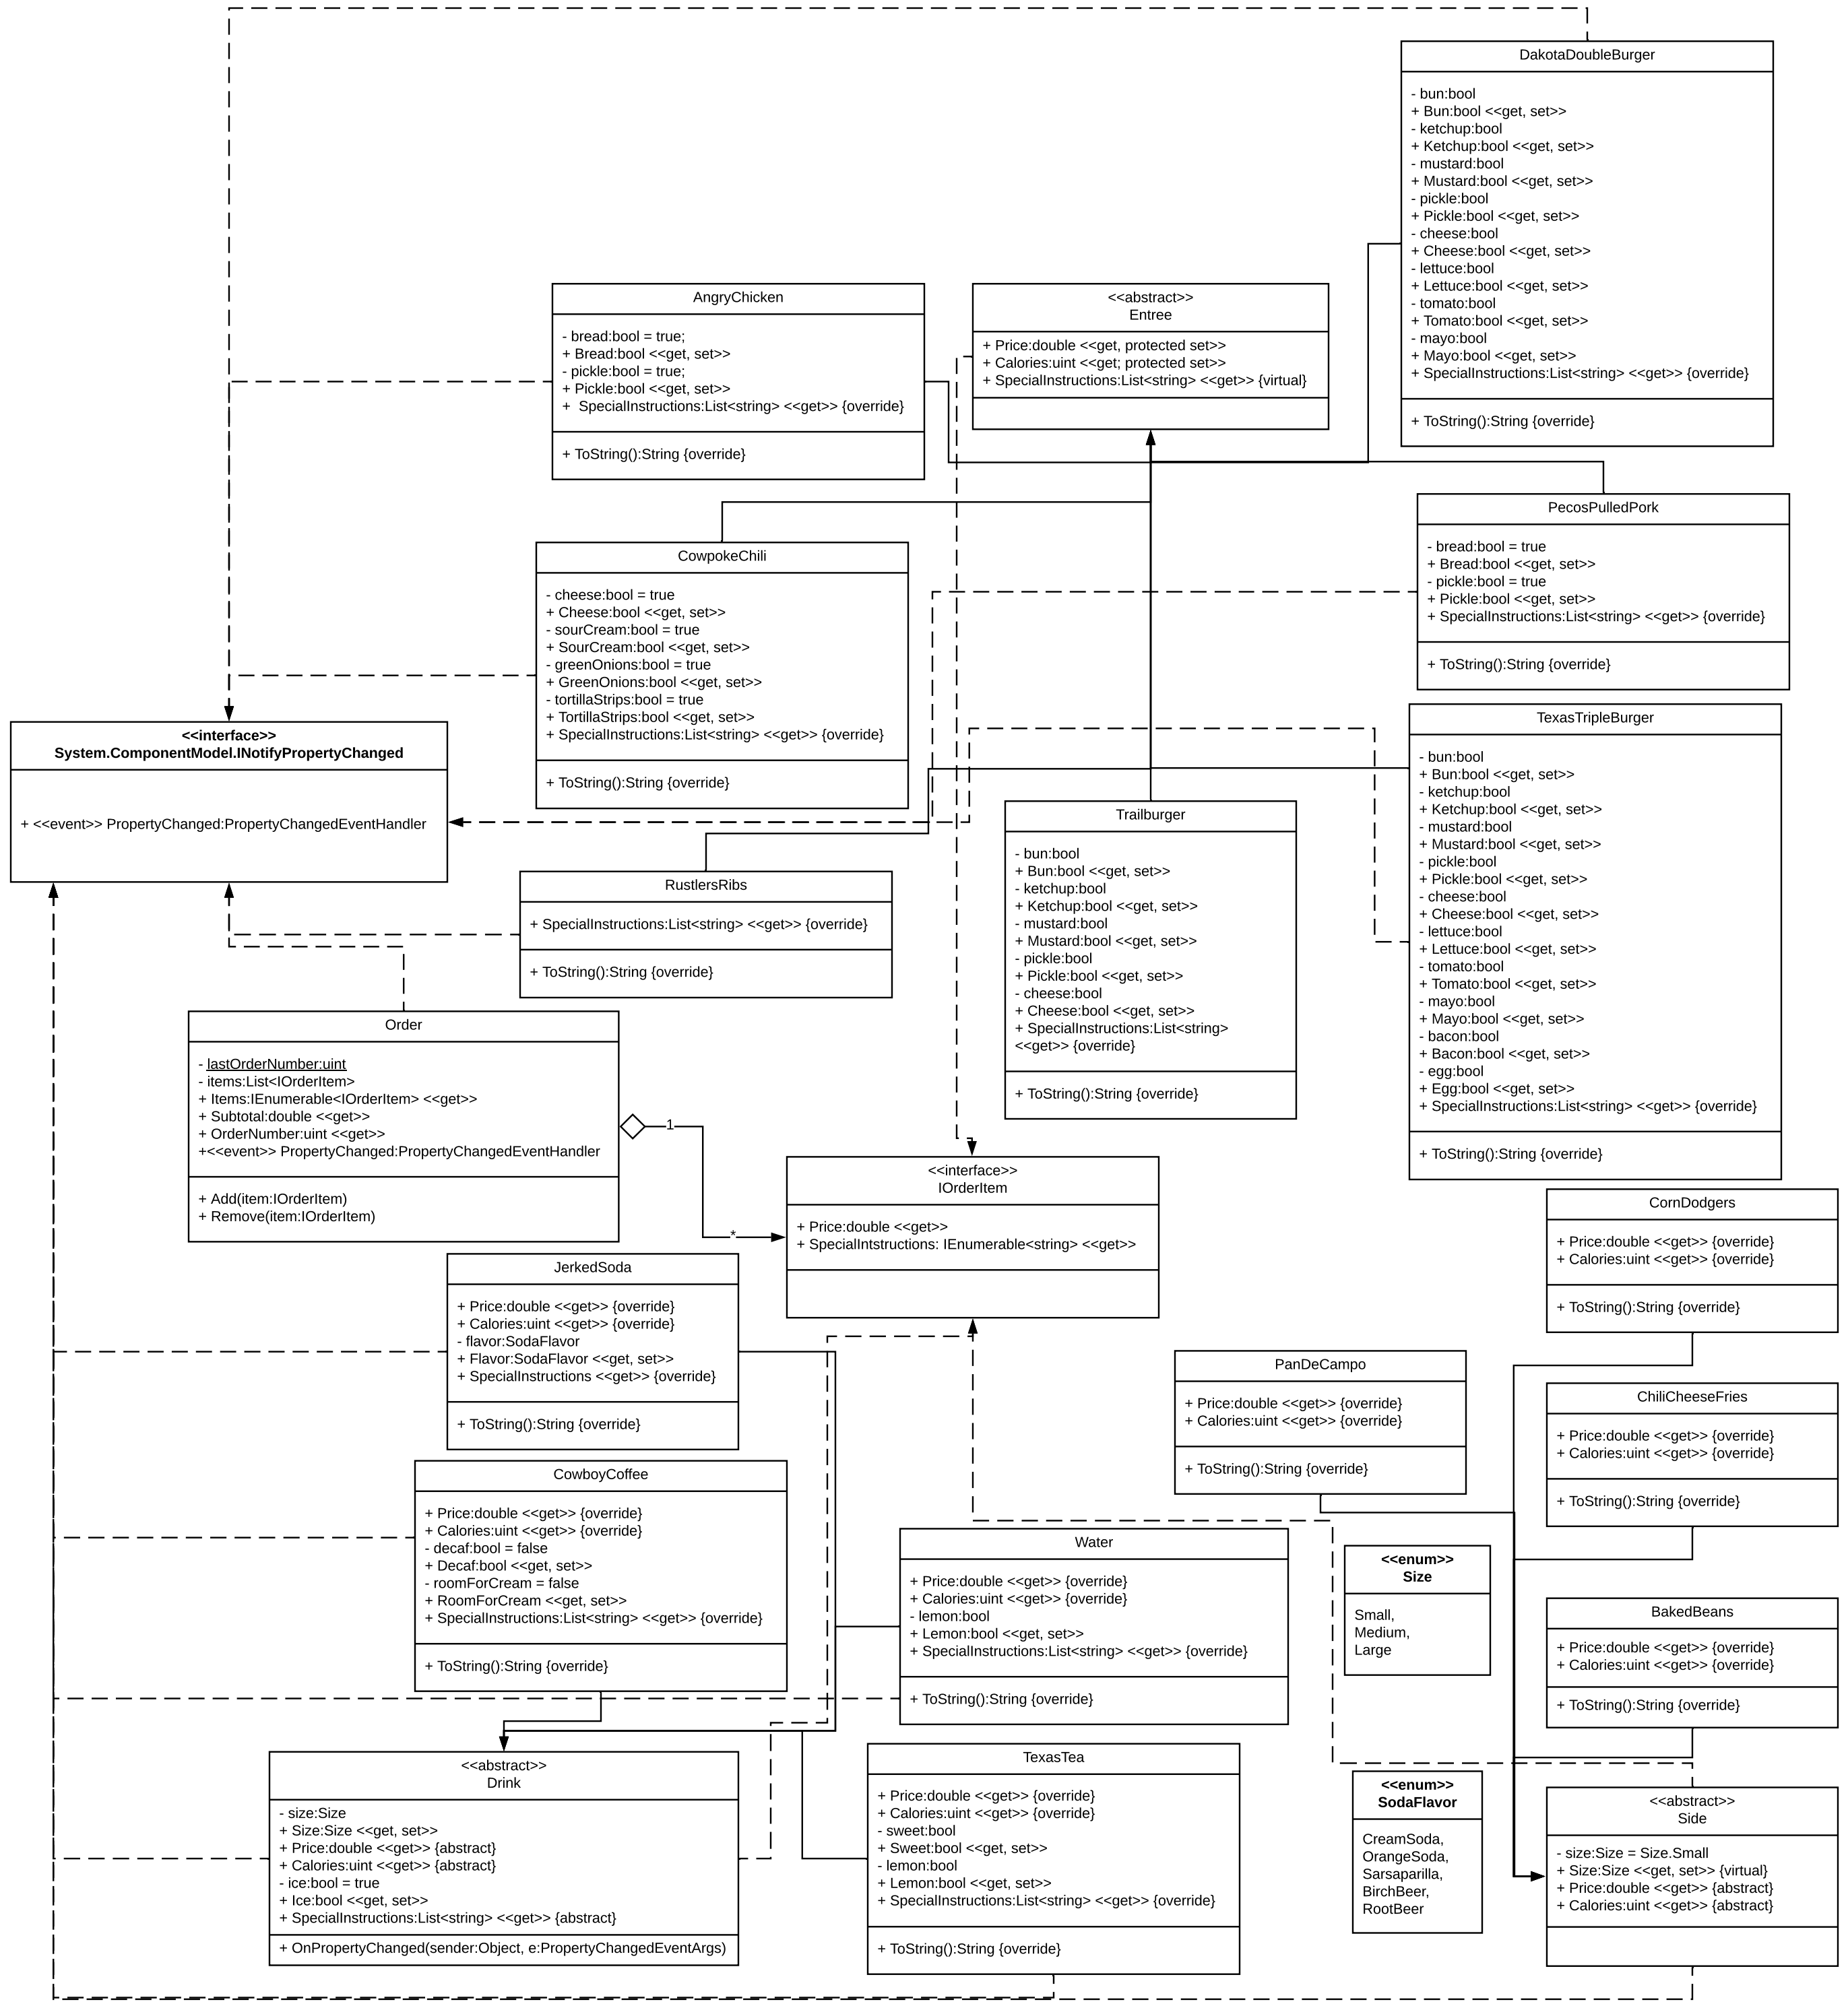 DakotaDoubleBurger
- bun:bool
+ Bun:bool <<get, set>>
- ketchup:bool
+ Ketchup:bool <<get, set>>
- mustard:bool
+ Mustard:bool <<get, set>>
- pickle:bool
+ Pickle:bool <<get, set>>
- cheese:bool
+ Cheese:bool <<get, set>>
- lettuce:bool
+ Lettuce:bool <<get, set>>
- tomato:bool
+ Tomato:bool <<get, set>>
- mayo:bool
+ Mayo:bool <<get, set>>
+ SpecialInstructions:List<string> <<get>> {override}
+ ToString():String {override}
AngryChicken
- bread:bool = true;
+ Bread:bool <<get, set>>
- pickle:bool = true;
+ Pickle:bool <<get, set>>
+  SpecialInstructions:List<string> <<get>> {override}
+ ToString():String {override}
<<abstract>>
Entree
+ Price:double <<get, protected set>>
+ Calories:uint <<get; protected set>>
+ SpecialInstructions:List<string> <<get>> {virtual}
PecosPulledPork
- bread:bool = true
+ Bread:bool <<get, set>>
- pickle:bool = true
+ Pickle:bool <<get, set>>
+ SpecialInstructions:List<string> <<get>> {override}
+ ToString():String {override}
CowpokeChili
- cheese:bool = true
+ Cheese:bool <<get, set>>
- sourCream:bool = true
+ SourCream:bool <<get, set>>
- greenOnions:bool = true
+ GreenOnions:bool <<get, set>>
- tortillaStrips:bool = true
+ TortillaStrips:bool <<get, set>>
+ SpecialInstructions:List<string> <<get>> {override}
+ ToString():String {override}
<<interface>>
System.ComponentModel.INotifyPropertyChanged
+ <<event>> PropertyChanged:PropertyChangedEventHandler
TexasTripleBurger
- bun:bool
+ Bun:bool <<get, set>>
- ketchup:bool
+ Ketchup:bool <<get, set>>
- mustard:bool
+ Mustard:bool <<get, set>>
- pickle:bool
+ Pickle:bool <<get, set>>
- cheese:bool
+ Cheese:bool <<get, set>>
- lettuce:bool
+ Lettuce:bool <<get, set>>
- tomato:bool
+ Tomato:bool <<get, set>>
- mayo:bool
+ Mayo:bool <<get, set>>
- bacon:bool
+ Bacon:bool <<get, set>>
- egg:bool
+ Egg:bool <<get, set>>
+ SpecialInstructions:List<string> <<get>> {override}
+ ToString():String {override}
Trailburger
- bun:bool
+ Bun:bool <<get, set>>
- ketchup:bool
+ Ketchup:bool <<get, set>>
- mustard:bool
+ Mustard:bool <<get, set>>
- pickle:bool
+ Pickle:bool <<get, set>>
- cheese:bool
+ Cheese:bool <<get, set>>
+ SpecialInstructions:List<string>
<<get>> {override}
+ ToString():String {override}
RustlersRibs
+ SpecialInstructions:List<string> <<get>> {override}
+ ToString():String {override}
Order
- lastOrderNumber:uint
- items:List<IOrderItem>
+ Items:IEnumerable<IOrderItem> <<get>>
+ Subtotal:double <<get>>
+ OrderNumber:uint <<get>>
+<<event>> PropertyChanged:PropertyChangedEventHandler
+ Add(item:IOrderItem)
+ Remove(item:IOrderItem)
1
*
<<interface>>
IOrderItem
+ Price:double <<get>>
+ SpecialIntstructions: IEnumerable<string> <<get>>
CornDodgers
+ Price:double <<get>> {override}
+ Calories:uint <<get>> {override}
+ ToString():String {override}
JerkedSoda
+ Price:double <<get>> {override}
+ Calories:uint <<get>> {override}
- flavor:SodaFlavor
+ Flavor:SodaFlavor <<get, set>>
+ SpecialInstructions <<get>> {override}
+ ToString():String {override}
PanDeCampo
+ Price:double <<get>> {override}
+ Calories:uint <<get>> {override}
+ ToString():String {override}
ChiliCheeseFries
+ Price:double <<get>> {override}
+ Calories:uint <<get>> {override}
+ ToString():String {override}
CowboyCoffee
+ Price:double <<get>> {override}
+ Calories:uint <<get>> {override}
- decaf:bool = false
+ Decaf:bool <<get, set>>
- roomForCream = false
+ RoomForCream <<get, set>>
+ SpecialInstructions:List<string> <<get>> {override}
+ ToString():String {override}
Water
+ Price:double <<get>> {override}
+ Calories:uint <<get>> {override}
- lemon:bool
+ Lemon:bool <<get, set>>
+ SpecialInstructions:List<string> <<get>> {override}
+ ToString():String {override}
<<enum>>
Size
Small,
Medium,
Large
BakedBeans
+ Price:double <<get>> {override}
+ Calories:uint <<get>> {override}
+ ToString():String {override}
<<abstract>>
Drink
- size:Size
+ Size:Size <<get, set>>
+ Price:double <<get>> {abstract}
+ Calories:uint <<get>> {abstract}
- ice:bool = true
+ Ice:bool <<get, set>>
+ SpecialInstructions:List<string> <<get>> {abstract}
+ OnPropertyChanged(sender:Object, e:PropertyChangedEventArgs)
TexasTea
+ Price:double <<get>> {override}
+ Calories:uint <<get>> {override}
- sweet:bool
+ Sweet:bool <<get, set>>
- lemon:bool
+ Lemon:bool <<get, set>>
+ SpecialInstructions:List<string> <<get>> {override}
+ ToString():String {override}
<<enum>>
SodaFlavor
CreamSoda,
OrangeSoda,
Sarsaparilla,
BirchBeer,
RootBeer
<<abstract>>
Side
- size:Size = Size.Small
+ Size:Size <<get, set>> {virtual}
+ Price:double <<get>> {abstract}
+ Calories:uint <<get>> {abstract}